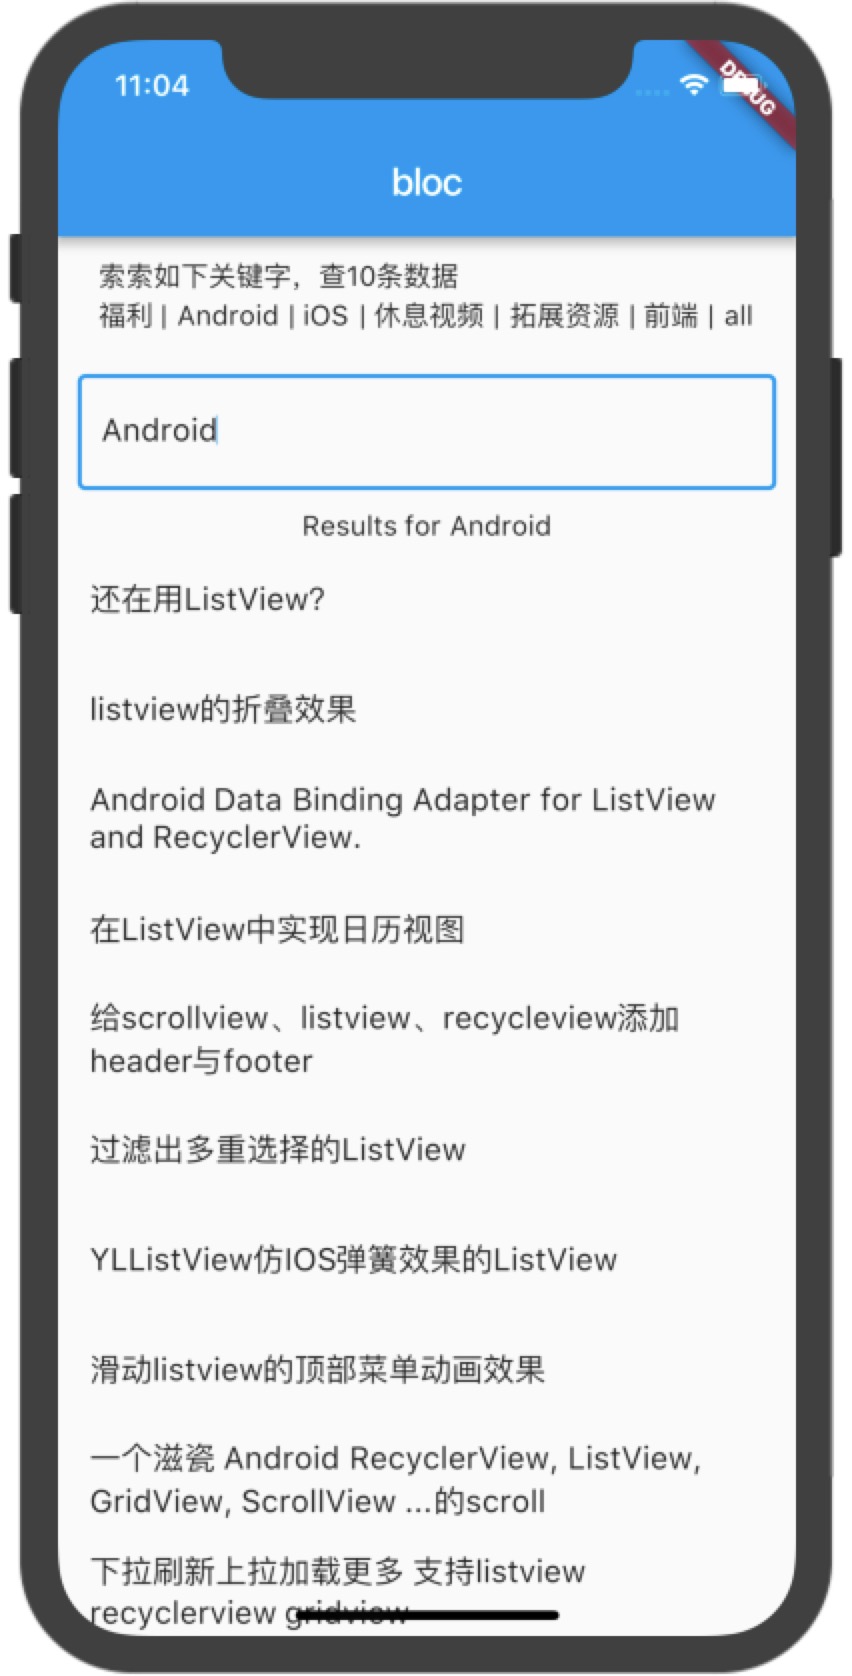 11:04
DEBUG
bloc
索索如下关键字，查10条数据
福利 | Android | iOS | 休息视频 | 拓展资源 | 前端 | all
Android
Results for Android
还在用ListView?
listview的折叠效果
Android Data Binding Adapter for ListView
and RecyclerView.
在ListView中实现日历视图
给scrollview、listview、recycleview添加
header与footer
过滤出多重选择的ListView
YLListView仿IOS弹簧效果的ListView
滑动listview的顶部菜单动画效果
一个滋瓷 Android RecyclerView, ListView,
GridView, ScrollView ...的scroll
下拉刷新上拉加载更多 支持listview
recyclerview gridview